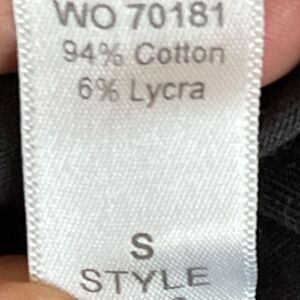 WO 70181
94% Cotton
6% Lycra
S
STYLE